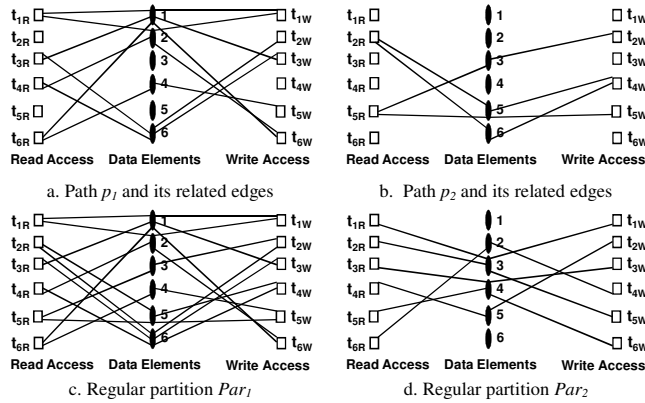 t1R 1 t1W
t2R 2 t2W
t3R 3 t3W
t4R 4 t4W
t5R 5 t5W
t6R 6 t6W
Read Access Data Elements Write Access
a. Path p1 and its related edges
t1R 1 t1W
t2R 2 t2W
t3R 3 t3W
t4R 4 t4W
t5R 5 t5W
t6R 6 t6W
Read Access Data Elements Write Access
b. Path p2 and its related edges
t1R 1 t1W
t2R 2 t2W
t3R 3 t3W
t4R 4 t4W
t5R 5 t5W
t6R 6 t6W
Read Access Data Elements Write Access
c. Regular partition Par1
t1R 1 t1W
t2R 2 t2W
t3R 3 t3W
t4R 4 t4W
t5R 5 t5W
t6R 6 t6W
Read Access Data Elements Write Access
d. Regular partition Par2